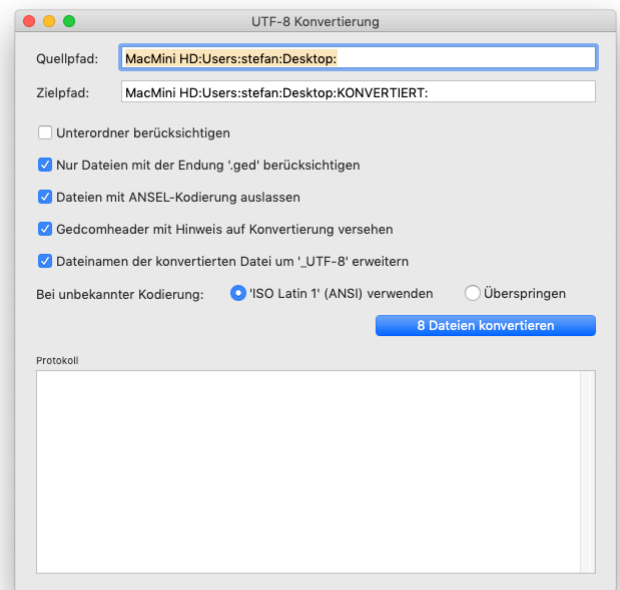 UTF-8 Konvertierung
Quellpfad: MacMini HD:Users:stefan:Desktop:
Zielpfad: MacMini HD:Users:stefan:Desktop:KONVERTIERT:
Unterordner berücksichtigen
Nur Dateien mit der Endung '.ged' berücksichtigen
Dateien mit ANSEL-Kodierung auslassen
Gedcomheader mit Hinweis auf Konvertierung versehen
Dateinamen der konvertierten Datei um '_UTF-8' erweitern
Bei unbekannter Kodierung: 'ISO Latin 1' (ANSI) verwenden Überspringen
8 Dateien konvertieren
Protokoll